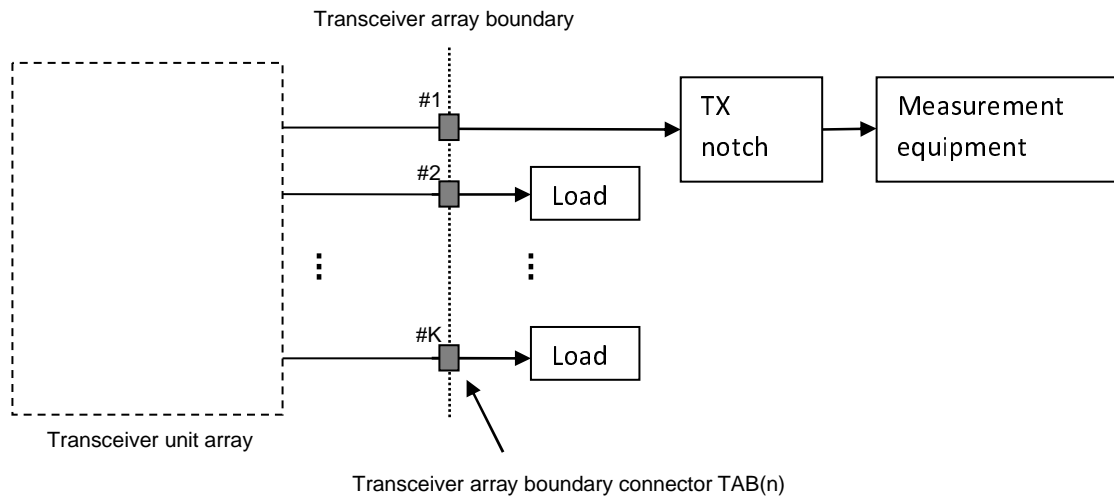 Transceiver array boundary
#1
TX
notch
Measurement
equipment
#2
Load
#K
Load
Transceiver unit array
Transceiver array boundary connector TAB(n)